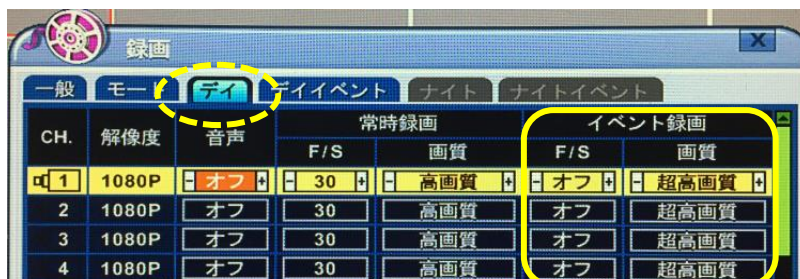 録画 X
一般 モード デイ デイイベント ナイト ナイトイベント
CH. 解像度 音声 常時録画 イベント録画
F/S 画質 F/S 画質
1 1080P - オフ + - 30 + - 高画質 + - オフ + - 超高画質 +
2 1080P オフ 30 高画質 オフ 超高画質
3 1080P オフ 30 高画質 オフ 超高画質
4 1080P オフ 30 高画質 オフ 超高画質